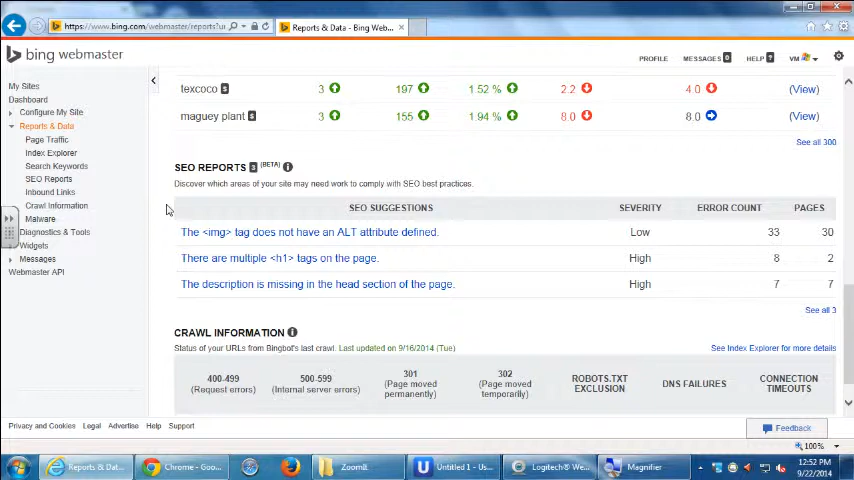 https://www.bing.com/webmaster/reports?u
Reports & Data - Bing Web...
bing webmaster
PROFILE
MESSAGES 0
HELP ?
VM
My Sites
Dashboard
Configure My Site
Reports & Data
Page Traffic
Index Explorer
Search Keywords
SEO Reports
Inbound Links
Crawl Information
Malware
Diagnostics & Tools
Widgets
Messages
Webmaster API
texcoco $ 3 197 1.52 % 2.2 4.0 (View)
maguey plant $ 3 155 1.94 % 8.0 8.0 (View)
See all 300
SEO REPORTS 3 [BETA]
Discover which areas of your site may need work to comply with SEO best practices.
SEO SUGGESTIONS SEVERITY ERROR COUNT PAGES
The <img> tag does not have an ALT attribute defined. Low 33 30
There are multiple <h1> tags on the page. High 8 2
The description is missing in the head section of the page. High 7 7
See all 3
CRAWL INFORMATION
Status of your URLs from Bingbot's last crawl. Last updated on 9/16/2014 (Tue)
See Index Explorer for more details
400-499
(Request errors)
500-599
(Internal server errors)
301
(Page moved
permanently)
302
(Page moved
temporarily)
ROBOTS.TXT
EXCLUSION
DNS FAILURES
CONNECTION
TIMEOUTS
Privacy and Cookies Legal Advertise Help Support
Feedback
100%
Reports & Da...
Chrome - Goo...
ZoomIt
Untitled 1 - Us...
Logitech® We...
Magnifier
12:52 PM
9/22/2014